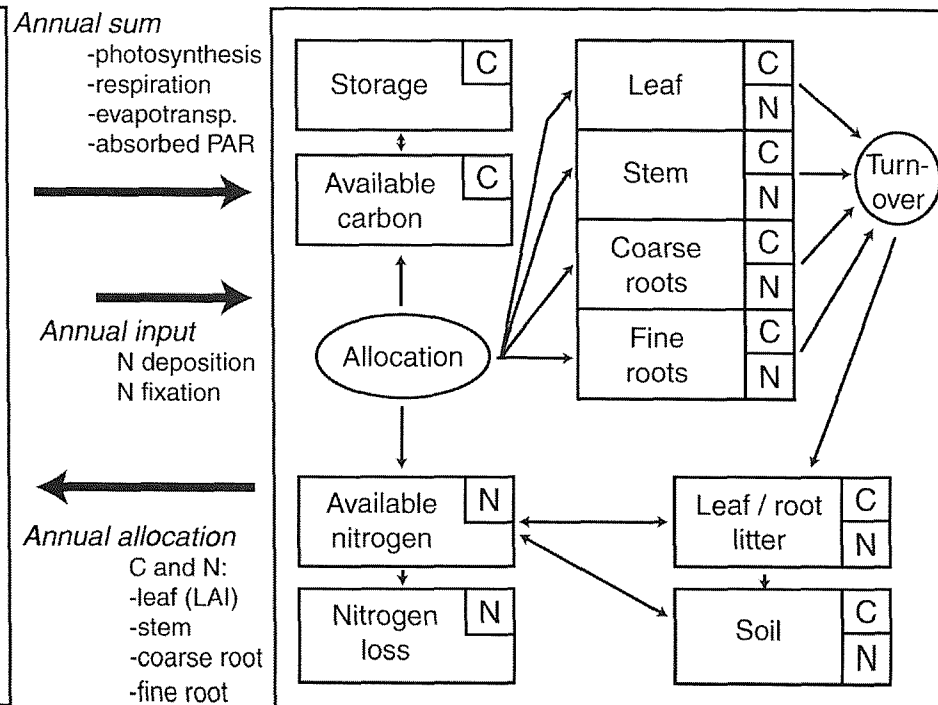 Annual sum
-photosynthesis
-respiration
-evapotransp.
-absorbed PAR
Annual input
N deposition
N fixation
Annual allocation
C and N:
-leaf (LAI)
-stem
-coarse root
-fine root
Storage
C
Available
carbon
C
Allocation
Leaf
C
N
Stem
C
N
Coarse
roots
C
N
Fine
roots
C
N
Turn-
over
Available
nitrogen
N
Nitrogen
loss
N
Leaf / root
litter
C
N
Soil
C
N